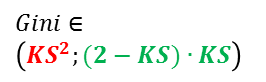 Gini ∈
(KS²; (2 − KS) · KS)